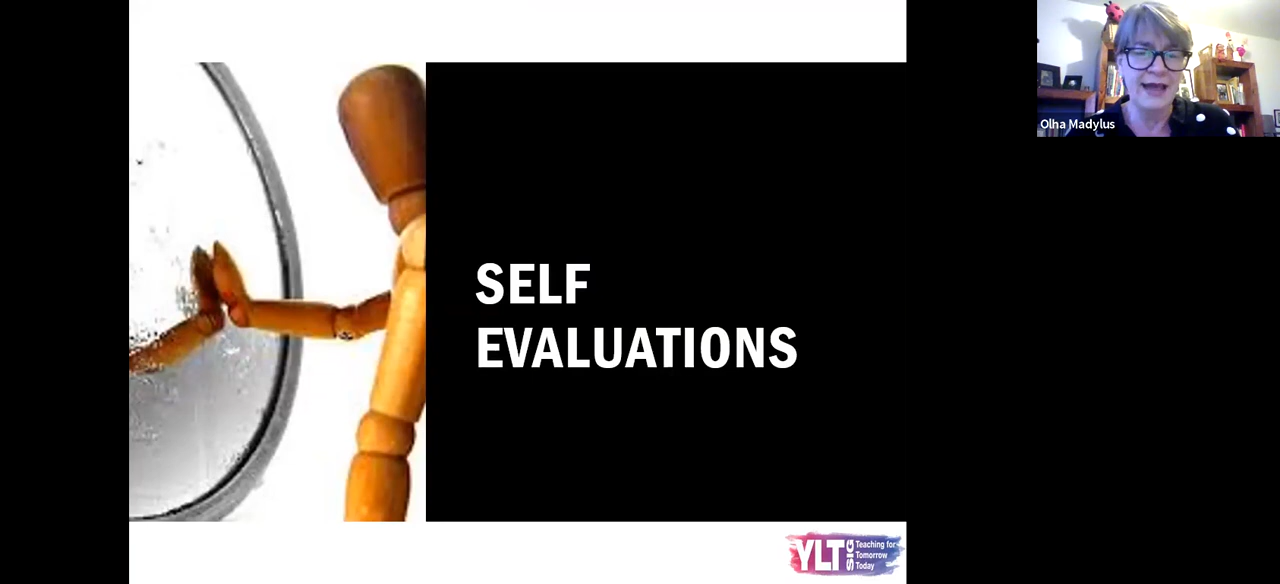 Olha Madylus
SELF
EVALUATIONS
YLT
SIG
Teaching for
Tomorrow
Today